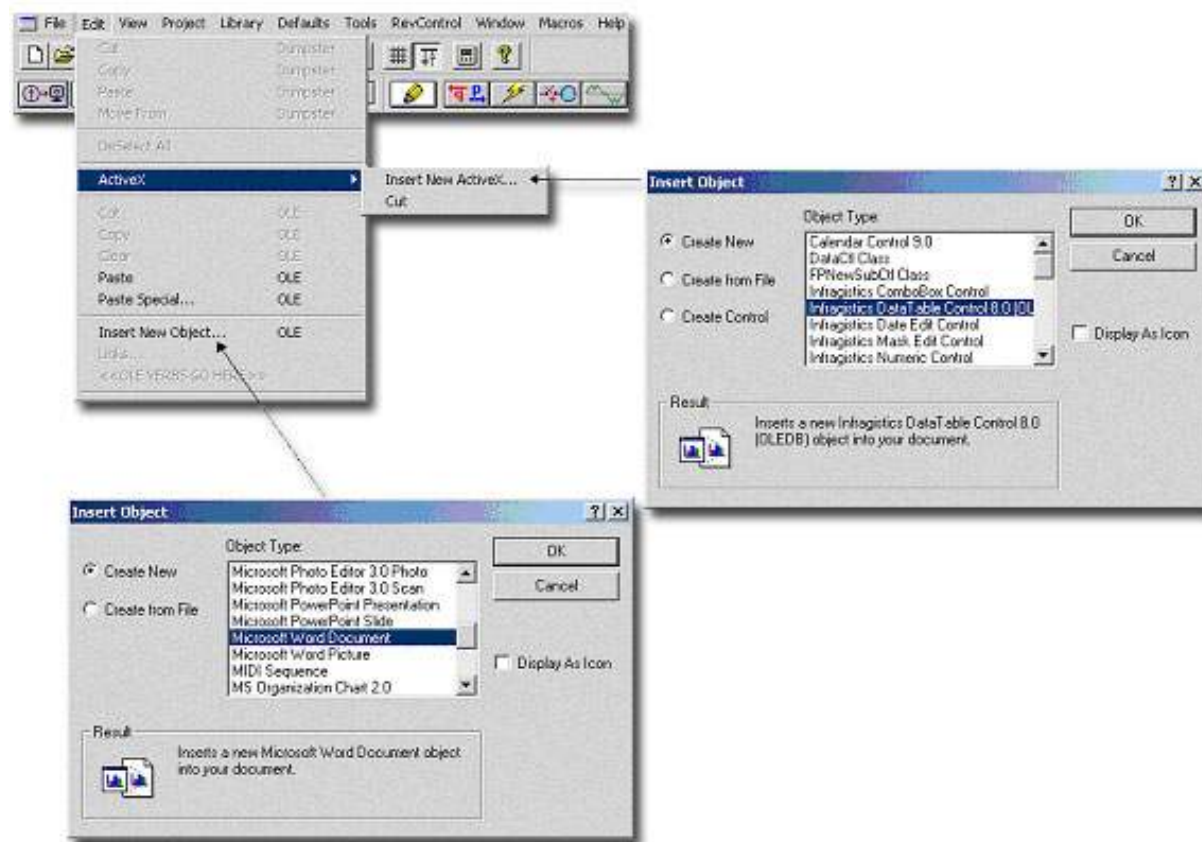 File Edit View Project Library Defaults Tools RevControl Window Macros Help
Cut Dumpster
Copy Dumpster
Paste Dumpster
Move From Dumpster
DeSelect All
ActiveX
Insert New ActiveX...
Cut
Cut OLE
Copy OLE
Clear OLE
Paste OLE
Paste Special... OLE
Insert New Object... OLE
Links...
<<OLE VERBS GO HERE>>
Insert Object
Object Type:
Create New
Create from File
Create Control
Calendar Control 9.0
DataCtl Class
FPNewSubCtl Class
Infragistics ComboBox Control
Infragistics DataTable Control 8.0 (OL
Infragistics Date Edit Control
Infragistics Mask Edit Control
Infragistics Numeric Control
OK
Cancel
Display As Icon
Result
Inserts a new Infragistics DataTable Control 8.0
(OLEDB) object into your document.
Insert Object
Object Type:
Create New
Create from File
Microsoft Photo Editor 3.0 Photo
Microsoft Photo Editor 3.0 Scan
Microsoft PowerPoint Presentation
Microsoft PowerPoint Slide
Microsoft Word Document
Microsoft Word Picture
MIDI Sequence
MS Organization Chart 2.0
OK
Cancel
Display As Icon
Result
Inserts a new Microsoft Word Document object
into your document.